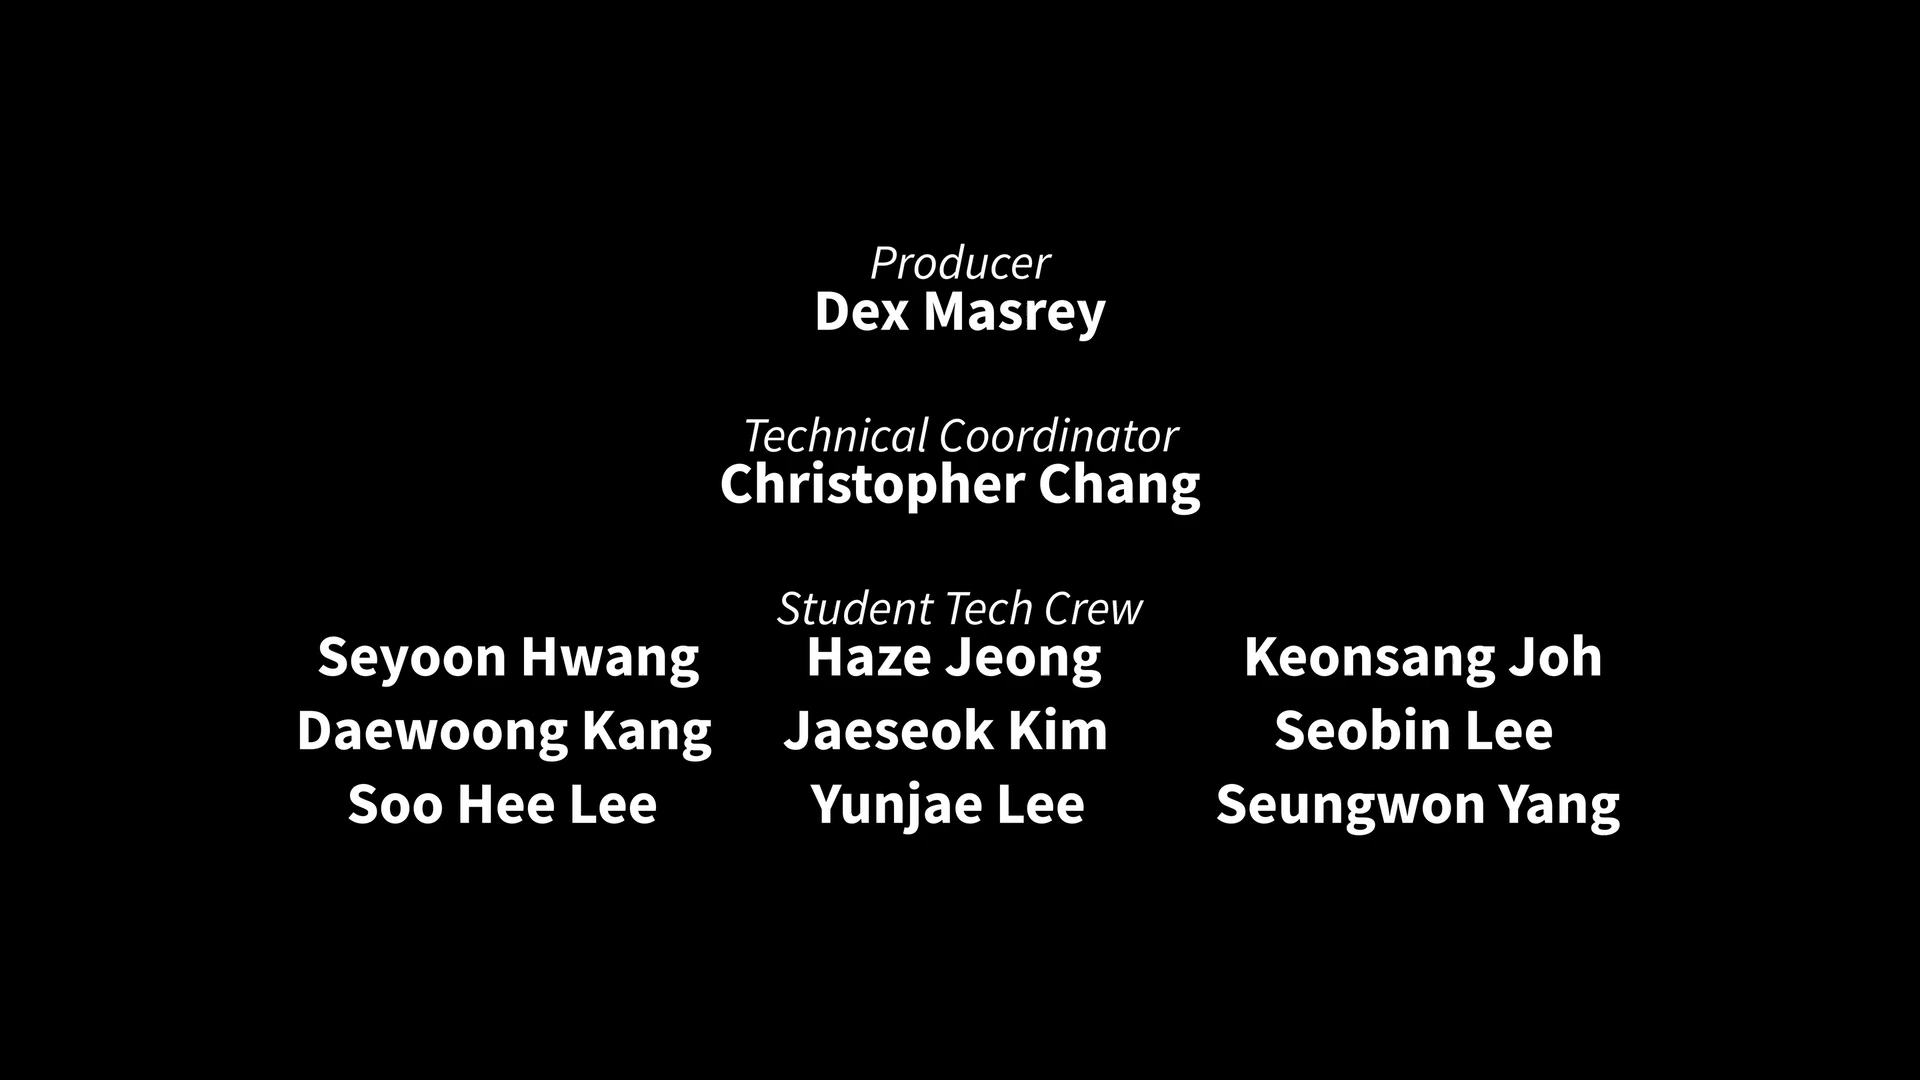 Producer
Dex Masrey
Technical Coordinator
Christopher Chang
Student Tech Crew
Seyoon Hwang Haze Jeong Keonsang Joh
Daewoong Kang Jaeseok Kim Seobin Lee
Soo Hee Lee Yunjae Lee Seungwon Yang